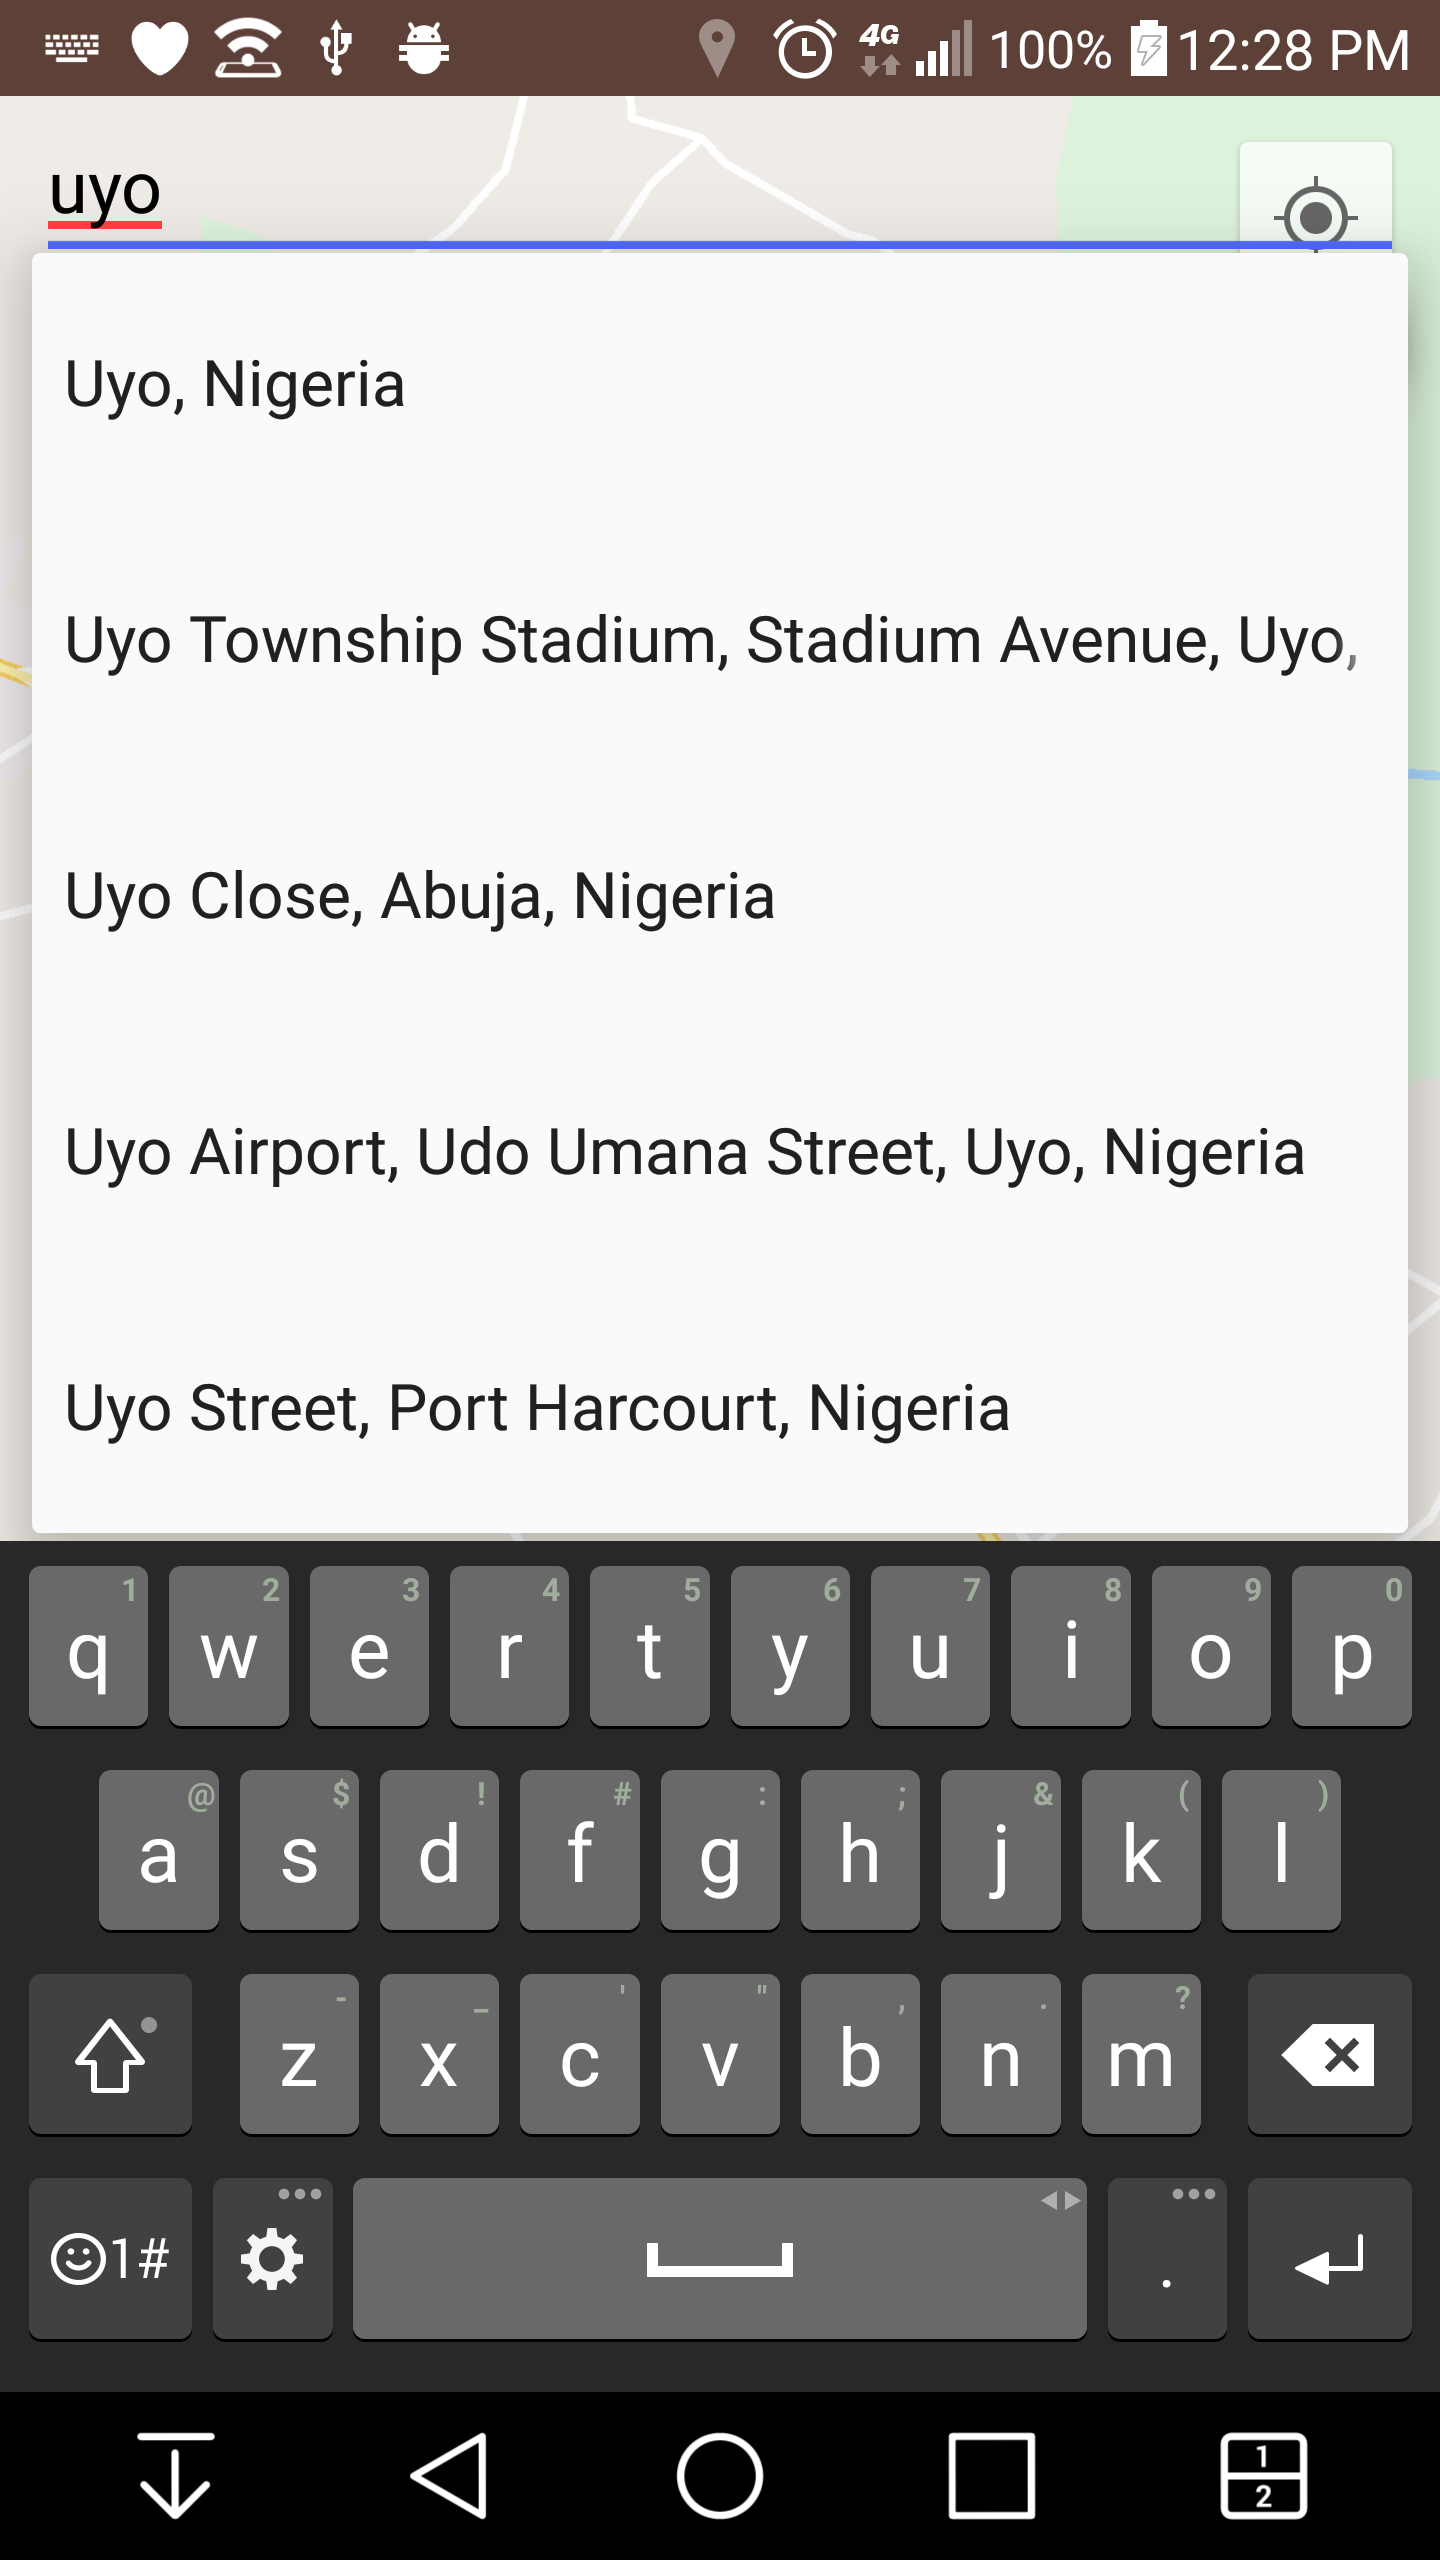 4G 100% 12:28 PM
uyo
Uyo, Nigeria
Uyo Township Stadium, Stadium Avenue, Uyo,
Uyo Close, Abuja, Nigeria
Uyo Airport, Udo Umana Street, Uyo, Nigeria
Uyo Street, Port Harcourt, Nigeria
1 2 3 4 5 6 7 8 9 0
q w e r t y u i o p
@ $ ! # : ; & ( )
a s d f g h j k l
- _ ' " , . ?
z x c v b n m
1# .
1
2